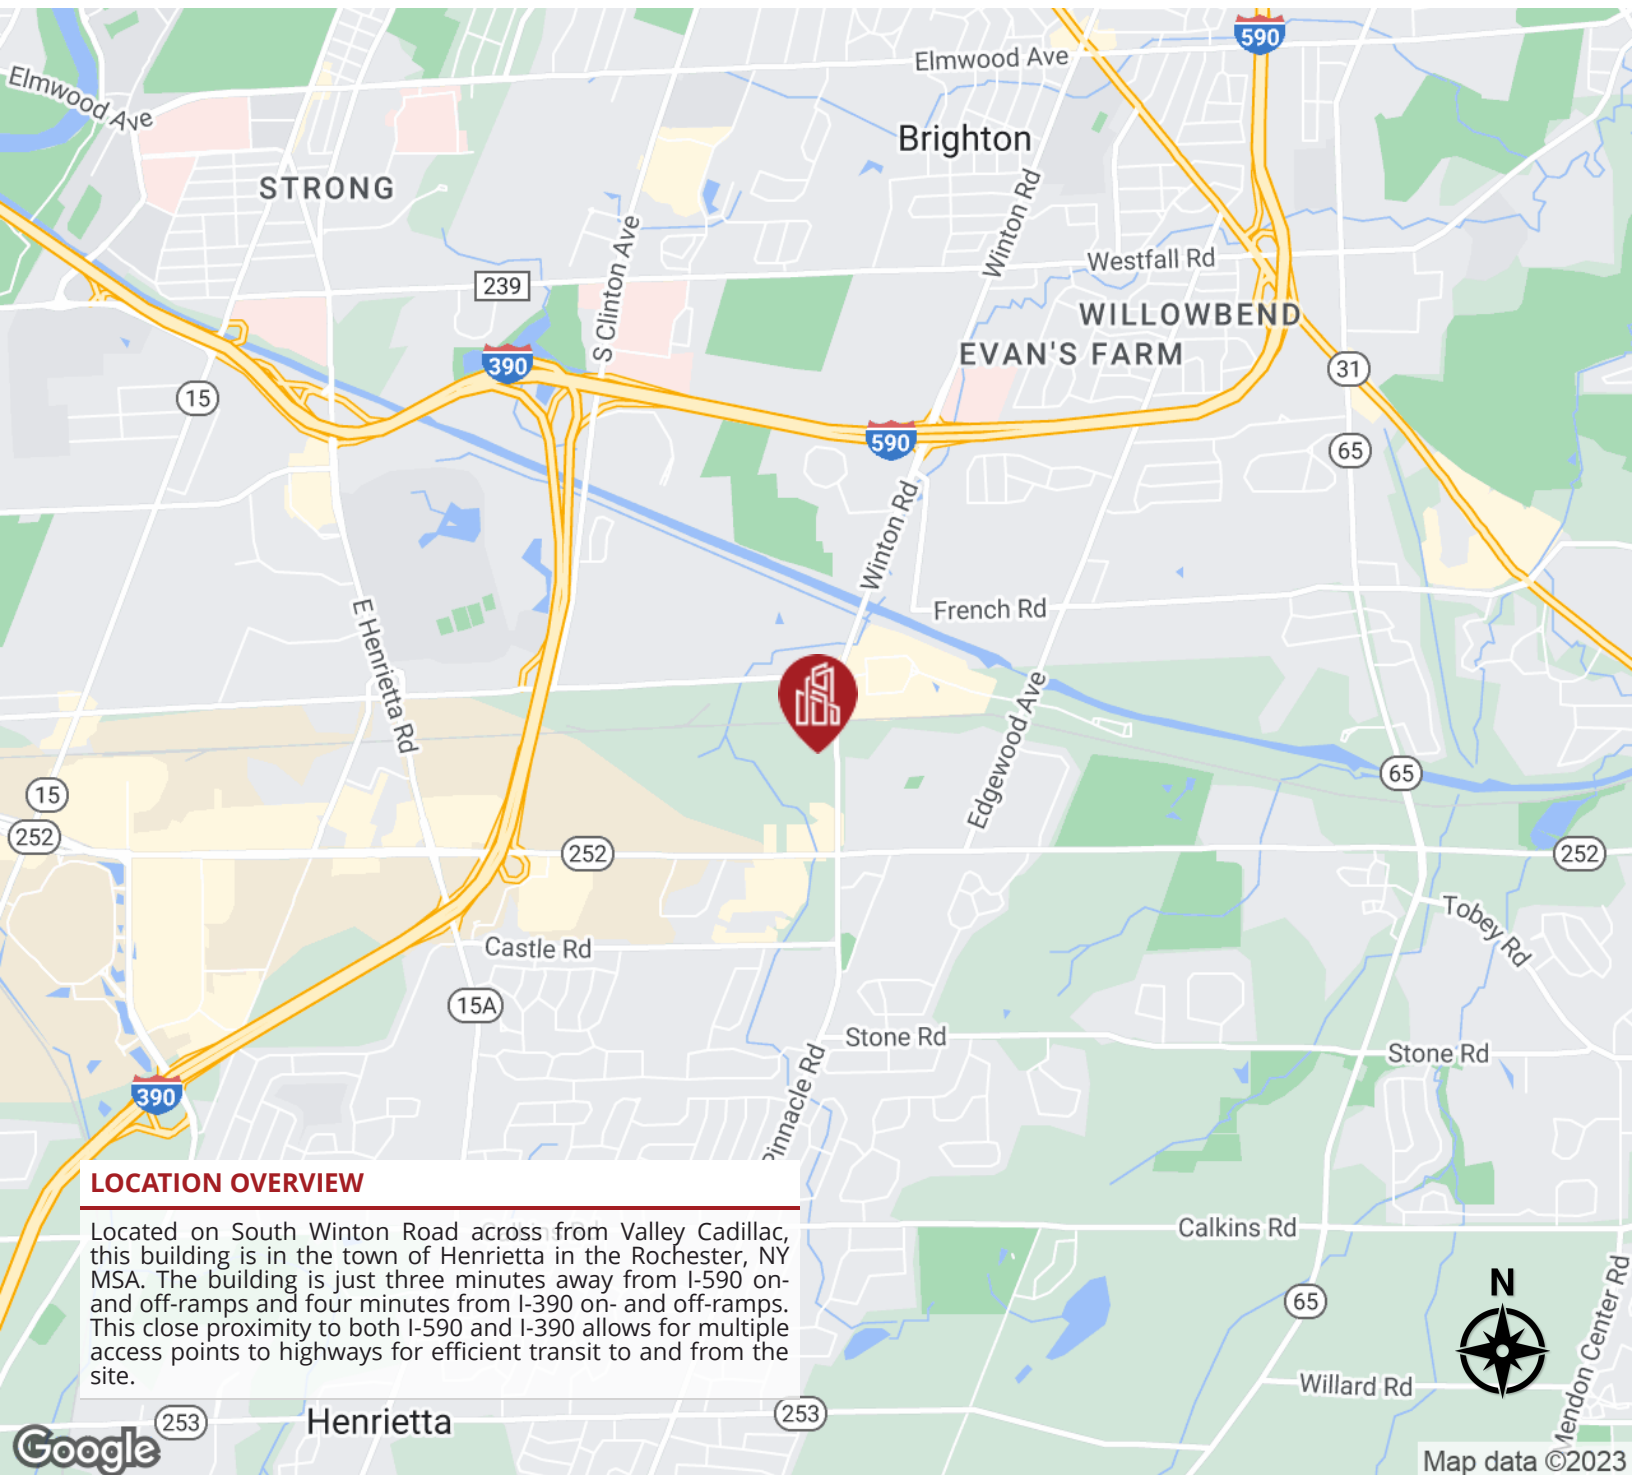 590
Elmwood Ave
Elmwood Ave
Brighton
STRONG
Winton Rd
S Clinton Ave
Westfall Rd
239
WILLOWBEND
EVAN'S FARM
390
31
15
590
65
Winton Rd
French Rd
E Henrietta Rd
Edgewood Ave
65
15
252
252
252
Tobey Rd
Castle Rd
15A
Stone Rd
Stone Rd
Pinnacle Rd
390
LOCATION OVERVIEW
Located on South Winton Road across from Valley Cadillac,
this building is in the town of Henrietta in the Rochester, NY
MSA. The building is just three minutes away from I-590 on-
and off-ramps and four minutes from I-390 on- and off-ramps.
This close proximity to both I-590 and I-390 allows for multiple
access points to highways for efficient transit to and from the
site.
Calkins Rd
Calkins Rd
N
65
Mendon Center Rd
Willard Rd
253
Henrietta
253
Google
Map data ©2023